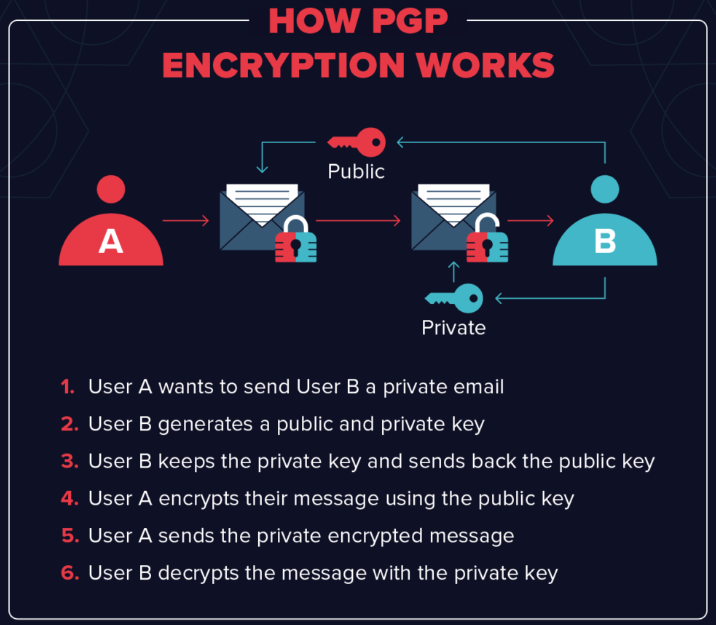 HOW PGP
ENCRYPTION WORKS
Public
A
B
Private
1. User A wants to send User B a private email
2. User B generates a public and private key
3. User B keeps the private key and sends back the public key
4. User A encrypts their message using the public key
5. User A sends the private encrypted message
6. User B decrypts the message with the private key